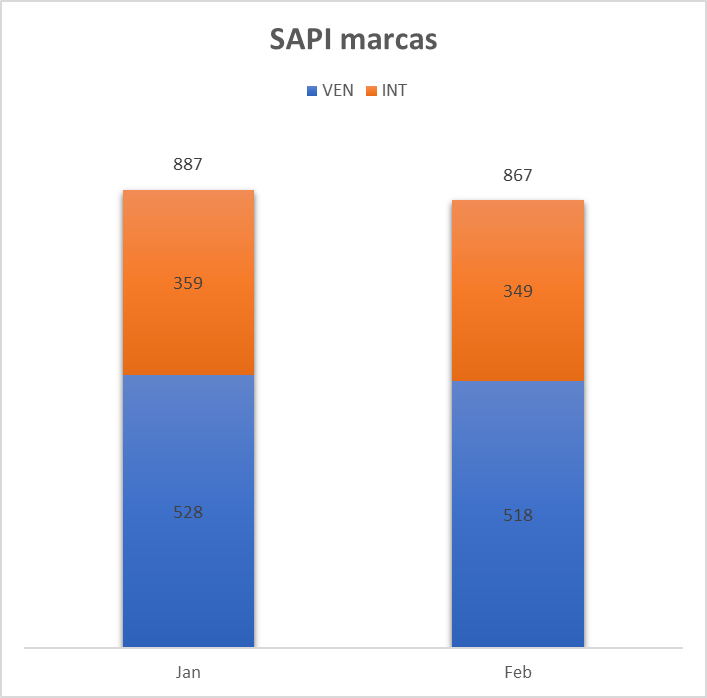 SAPI marcas
VEN INT
887
867
359
349
528
518
Jan Feb